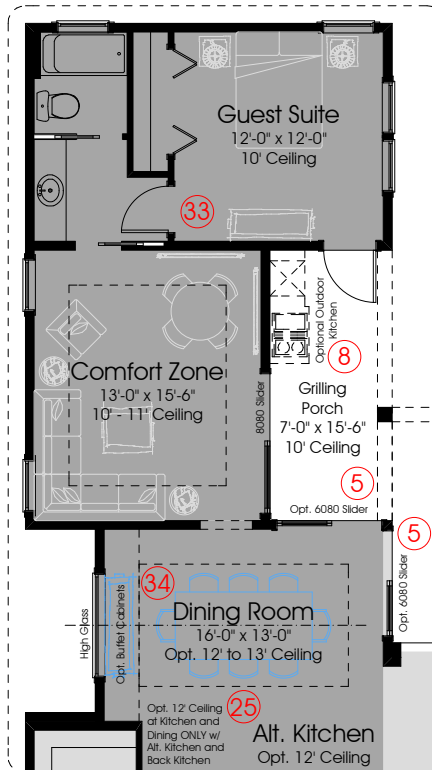 Guest Suite
12'-0" x 12'-0"
10' Ceiling
33
Optional Outdoor
Kitchen
8
Comfort Zone
13'-0" x 15'-6"
10' - 11' Ceiling
8080 Slider
Grilling
Porch
7'-0" x 15'-6"
10' Ceiling
5
Opt. 6080 Slider
5
Opt. 6080 Slider
High Glass
Opt. Buffet Cabinets
34
Dining Room
16'-0" x 13'-0"
Opt. 12' to 13' Ceiling
25
Opt. 12' Ceiling
at Kitchen and
Dining ONLY w/
Alt. Kitchen and
Back Kitchen
Alt. Kitchen
Opt. 12' Ceiling